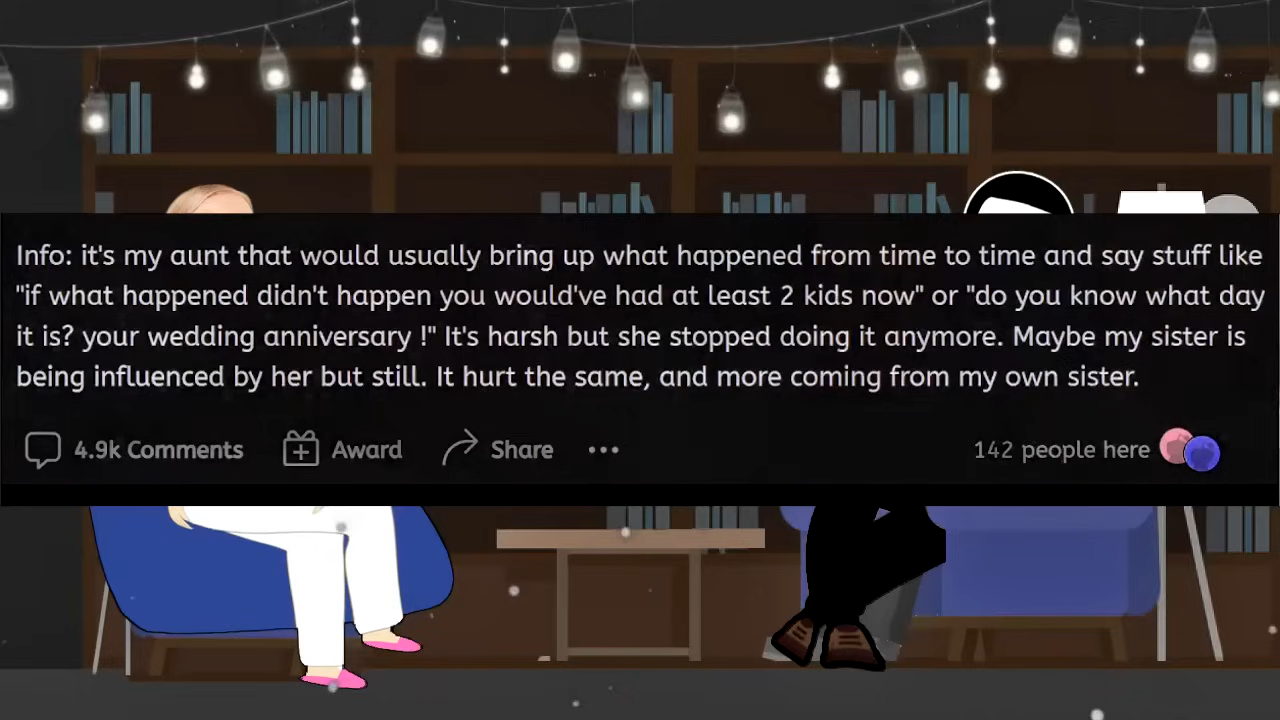 Info: it's my aunt that would usually bring up what happened from time to time and say stuff like
"if what happened didn't happen you would've had at least 2 kids now" or "do you know what day
it is? your wedding anniversary !" It's harsh but she stopped doing it anymore. Maybe my sister is
being influenced by her but still. It hurt the same, and more coming from my own sister.
4.9k Comments Award Share 142 people here